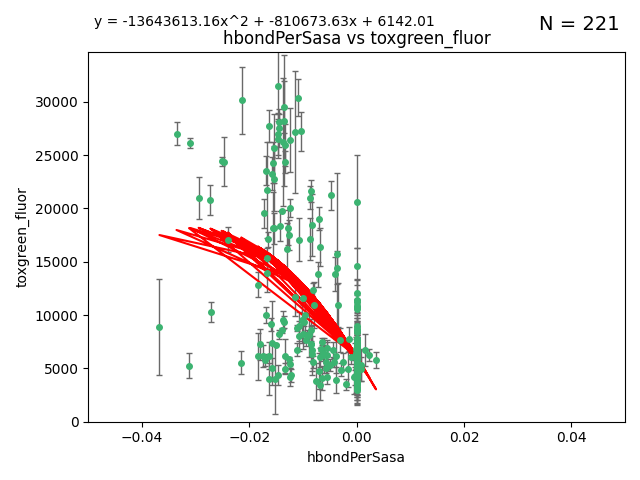 y = -13643613.16x^2 + -810673.63x + 6142.01
N = 221
hbondPerSasa vs toxgreen_fluor
toxgreen_fluor
30000
25000
20000
15000
10000
5000
0
−0.04
−0.02
0.00
0.02
0.04
hbondPerSasa